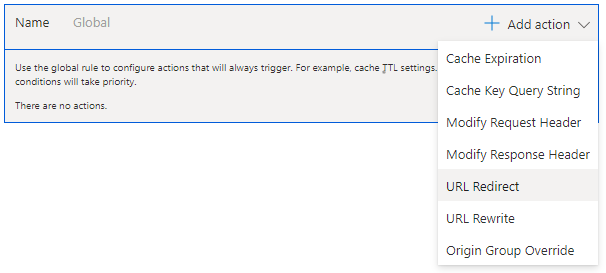 Name Global + Add action
Use the global rule to configure actions that will always trigger. For example, cache TTL settings.
conditions will take priority.
There are no actions.
Cache Expiration
Cache Key Query String
Modify Request Header
Modify Response Header
URL Redirect
URL Rewrite
Origin Group Override